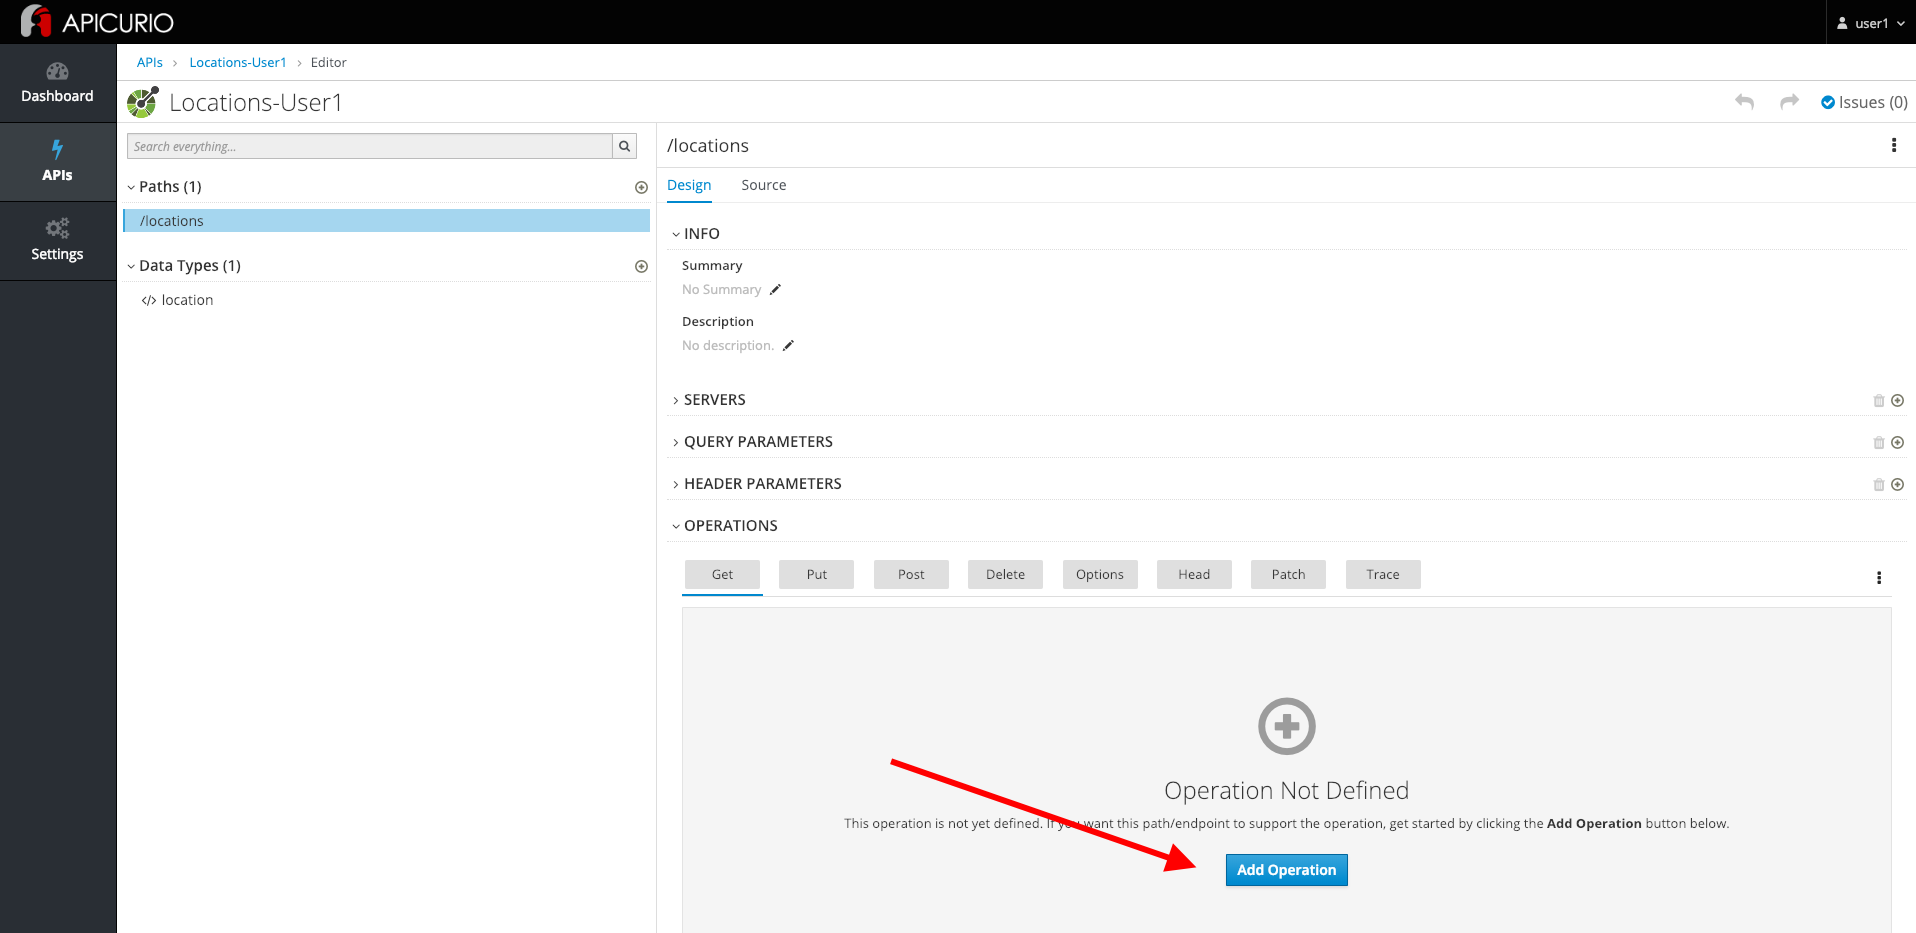 APICURIO
user1
Dashboard
APIs
Settings
APIs > Locations-User1 > Editor
Locations-User1
Issues (0)
Search everything...
Paths (1)
/locations
Data Types (1)
</> location
/locations
Design Source
INFO
Summary
No Summary
Description
No description.
SERVERS
QUERY PARAMETERS
HEADER PARAMETERS
OPERATIONS
Get Put Post Delete Options Head Patch Trace
Operation Not Defined
This operation is not yet defined. If you want this path/endpoint to support the operation, get started by clicking the Add Operation button below.
Add Operation